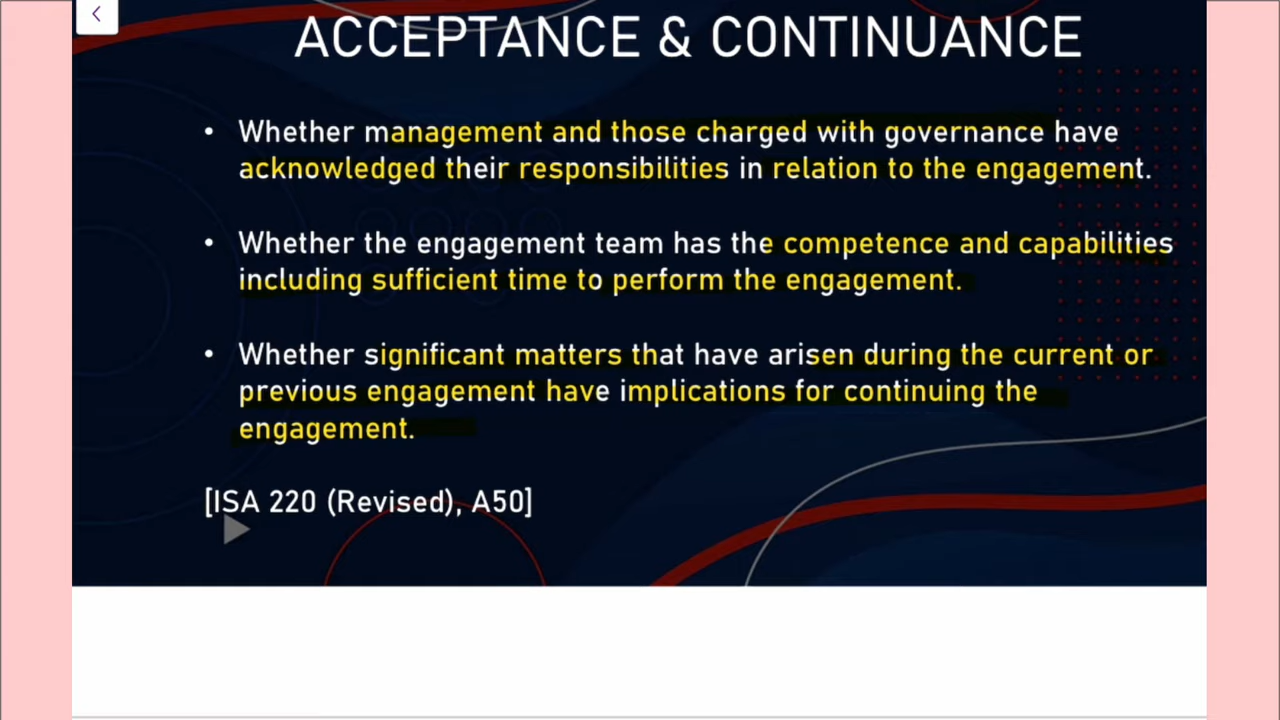 ACCEPTANCE & CONTINUANCE
• Whether management and those charged with governance have
acknowledged their responsibilities in relation to the engagement.
• Whether the engagement team has the competence and capabilities
including sufficient time to perform the engagement.
• Whether significant matters that have arisen during the current or
previous engagement have implications for continuing the
engagement.
[ISA 220 (Revised), A50]